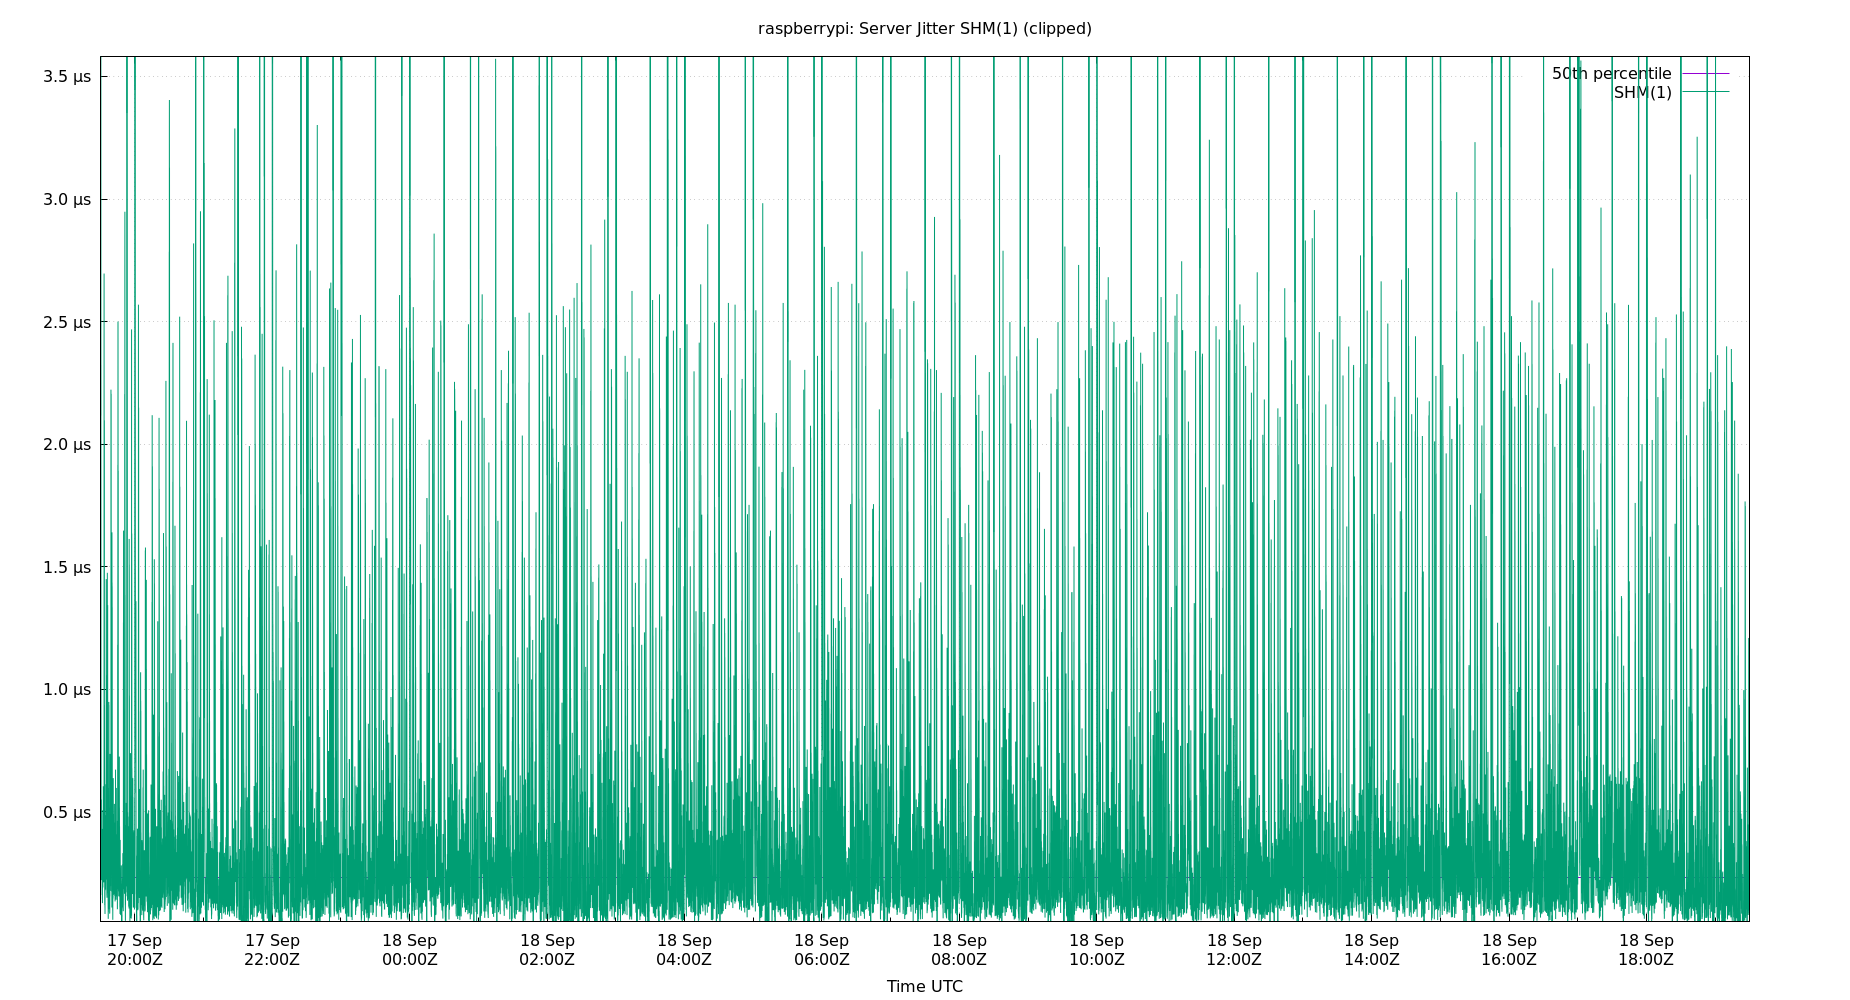 raspberrypi: Server Jitter SHM(1) (clipped)
3.5 µs
3.0 µs
2.5 µs
2.0 µs
1.5 µs
1.0 µs
0.5 µs
50th percentile
SHM(1)
17 Sep 17 Sep 18 Sep 18 Sep 18 Sep 18 Sep 18 Sep 18 Sep 18 Sep 18 Sep 18 Sep 18 Sep
20:00Z 22:00Z 00:00Z 02:00Z 04:00Z 06:00Z 08:00Z 10:00Z 12:00Z 14:00Z 16:00Z 18:00Z
Time UTC